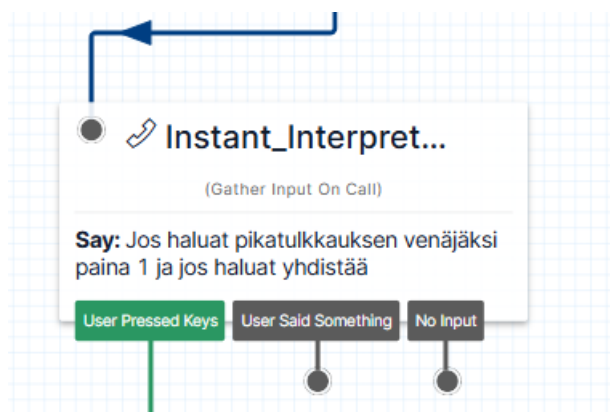 Instant_Interpret...
(Gather Input On Call)
Say: Jos haluat pikatulkkauksen venäjäksi
paina 1 ja jos haluat yhdistää
User Pressed Keys User Said Something No Input